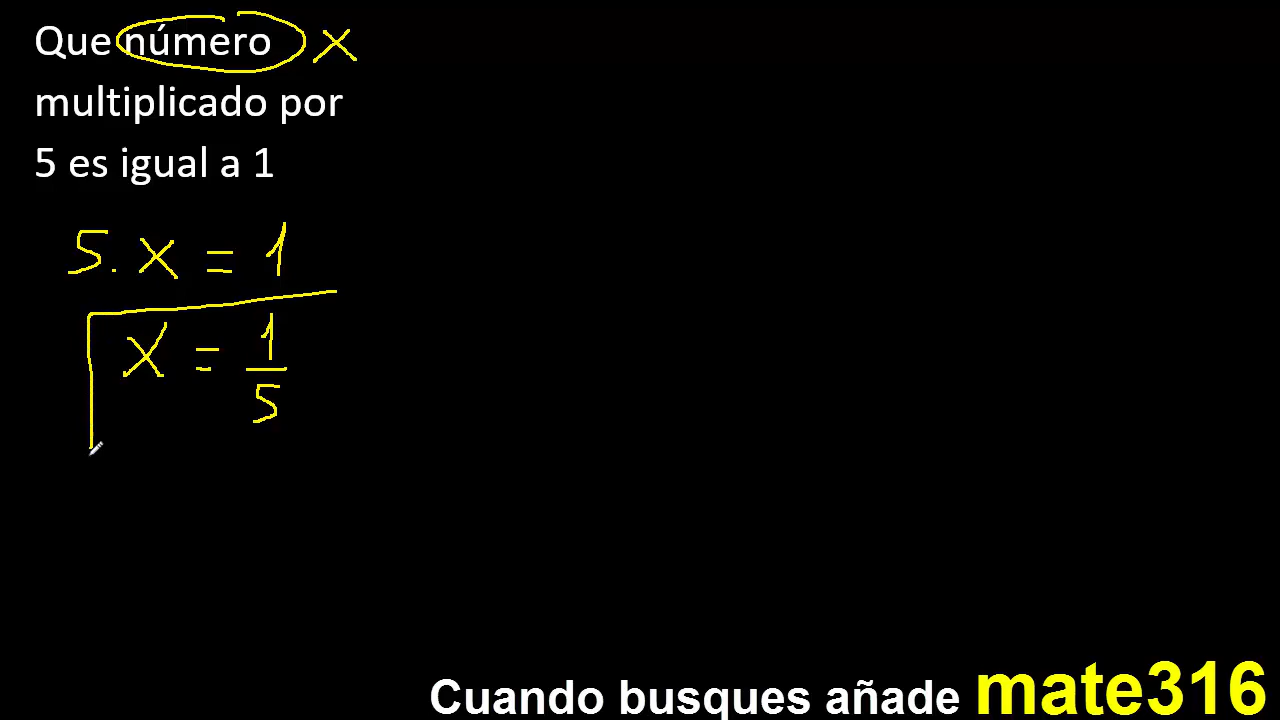 Que número x
multiplicado por
5 es igual a 1
5. x = 1
x = 1/5
Cuando busques añade mate316